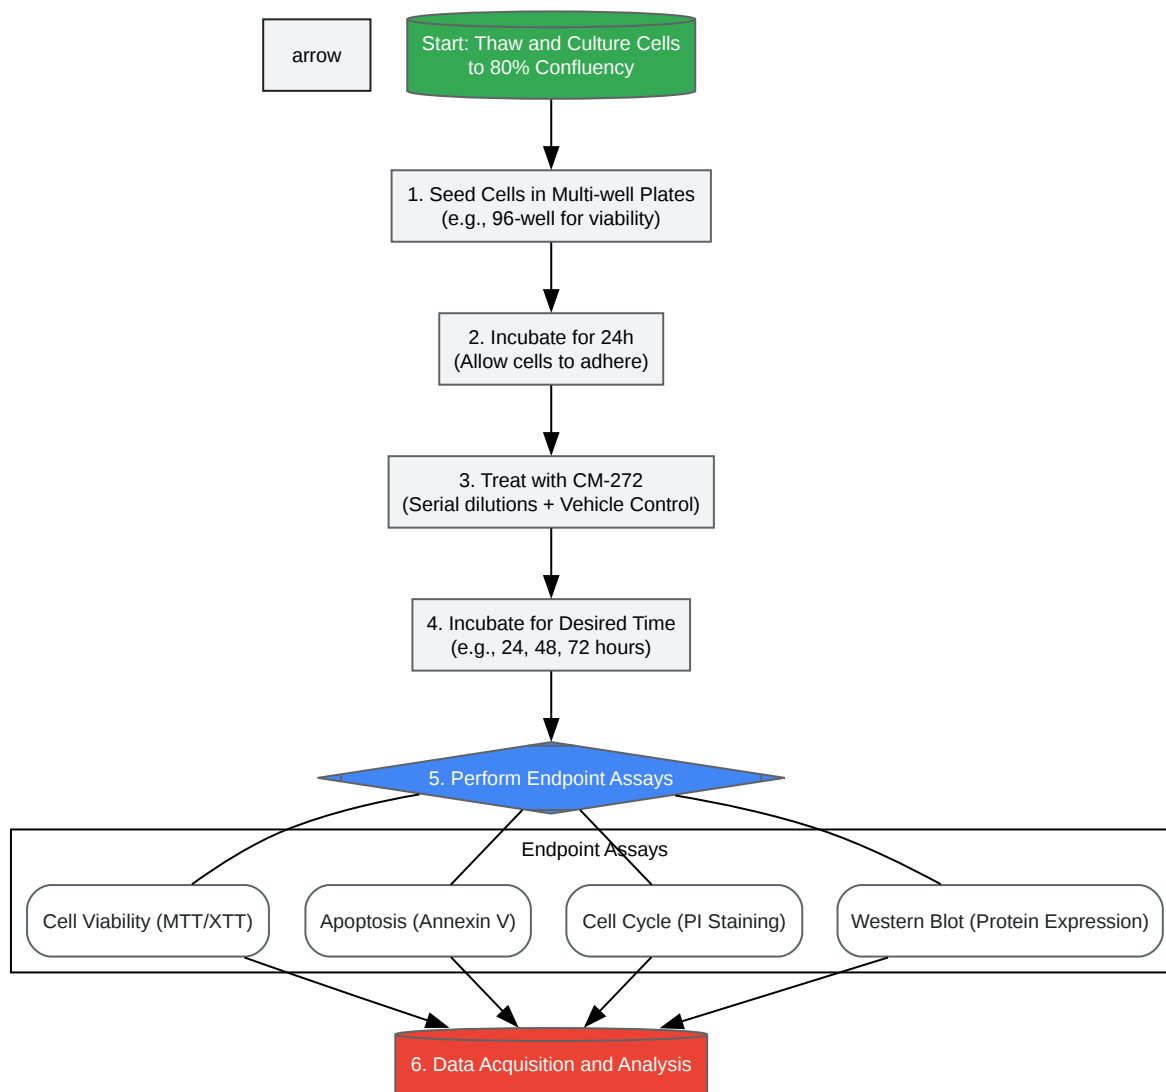 arrow
Start: Thaw and Culture Cells
to 80% Confluency
1. Seed Cells in Multi-well Plates
(e.g., 96-well for viability)
2. Incubate for 24h
(Allow cells to adhere)
3. Treat with CM-272
(Serial dilutions + Vehicle Control)
4. Incubate for Desired Time
(e.g., 24, 48, 72 hours)
5. Perform Endpoint Assays
Endpoint Assays
Cell Viability (MTT/XTT)
Apoptosis (Annexin V)
Cell Cycle (PI Staining)
Western Blot (Protein Expression)
6. Data Acquisition and Analysis